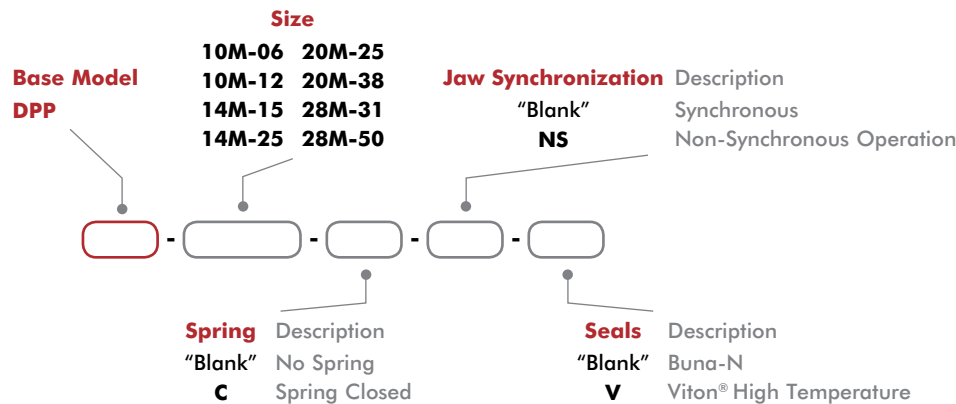 Size
10M-06 20M-25
10M-12 20M-38
14M-15 28M-31
14M-25 28M-50
Base Model
DPP
Jaw Synchronization Description
“Blank” Synchronous
NS Non-Synchronous Operation
- - - -
Spring Description
“Blank” No Spring
C Spring Closed
Seals Description
“Blank” Buna-N
V Viton® High Temperature